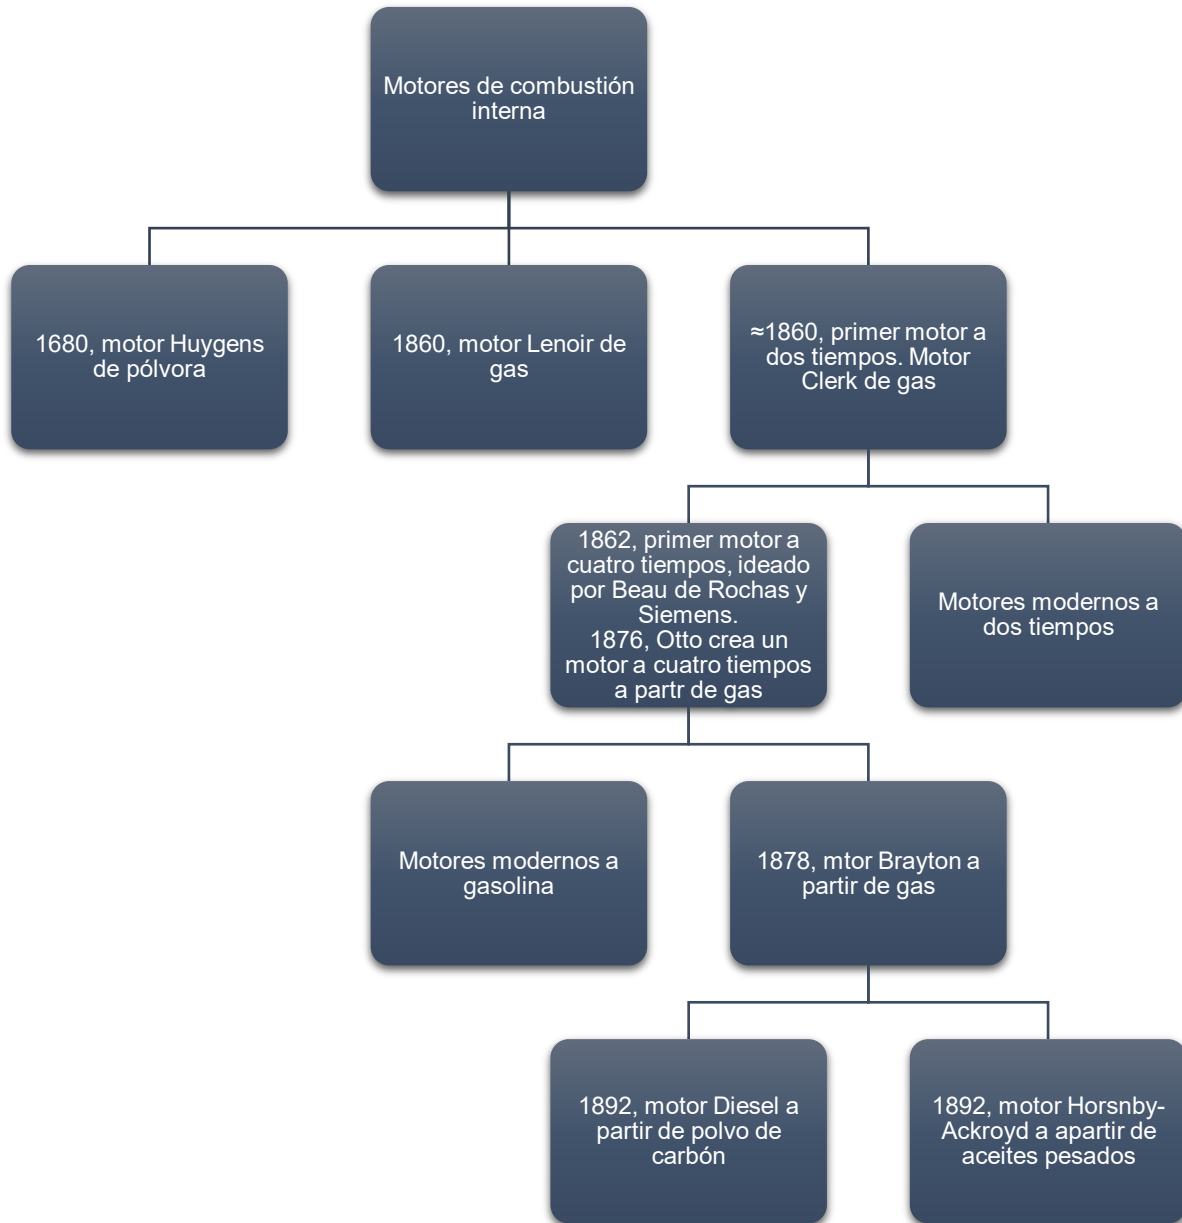 Motores de combustión
interna
1680, motor Huygens
de pólvora
1860, motor Lenoir de
gas
≈1860, primer motor a
dos tiempos. Motor
Clerk de gas
1862, primer motor a
cuatro tiempos, ideado
por Beau de Rochas y
Siemens.
1876, Otto crea un
motor a cuatro tiempos
a partr de gas
Motores modernos a
dos tiempos
Motores modernos a
gasolina
1878, mtor Brayton a
partir de gas
1892, motor Diesel a
partir de polvo de
carbón
1892, motor Horsnby-
Ackroyd a apartir de
aceites pesados